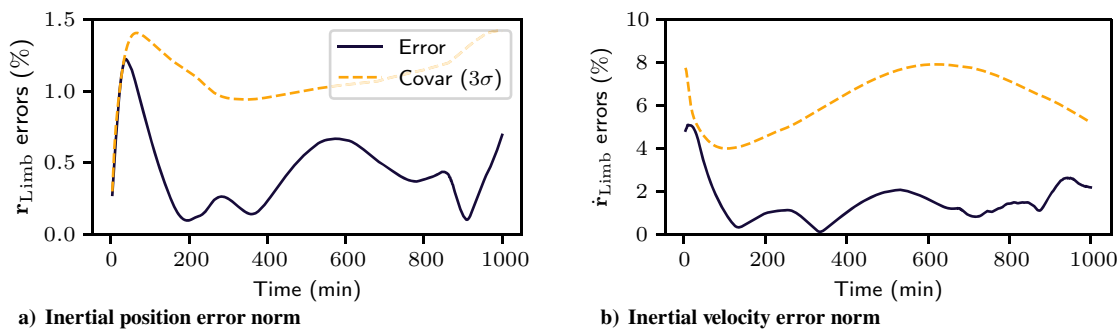 1.5
1.0
0.5
0.0
r_Limb errors (%)
Error
Covar (3σ)
0 200 400 600 800 1000
Time (min)
a) Inertial position error norm
10
8
6
4
2
0
ṙ_Limb errors (%)
0 200 400 600 800 1000
Time (min)
b) Inertial velocity error norm